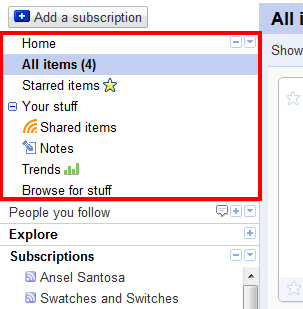 Add a subscription
All i
Home
Show
All items (4)
Starred items
Your stuff
Shared items
Notes
Trends
Browse for stuff
People you follow
Explore
Subscriptions
Ansel Santosa
Swatches and Switches